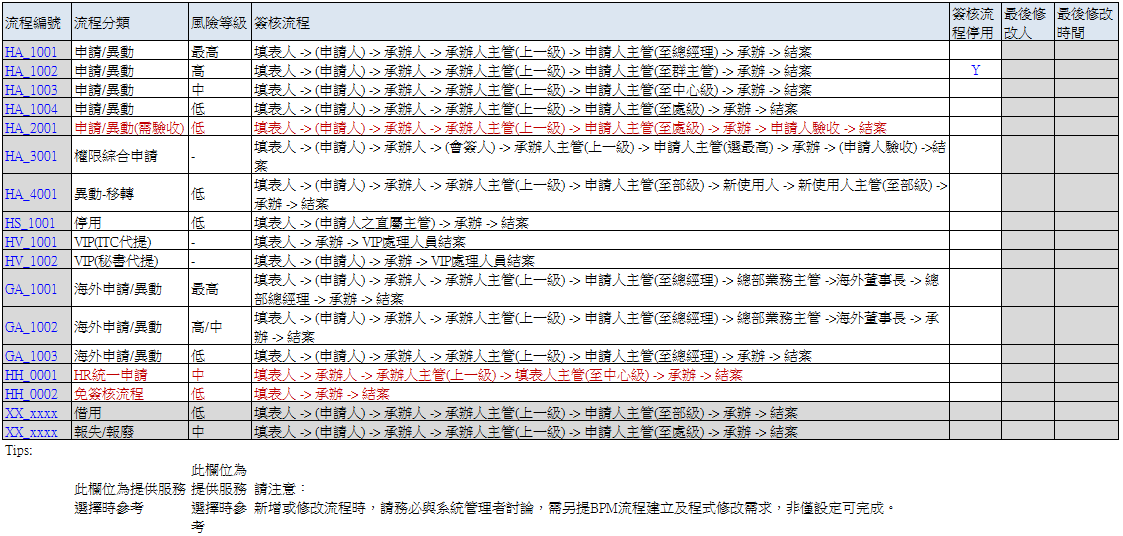 流程編號 流程分類 風險等級 簽核流程 簽核流程停用 最後修改人 最後修改時間
HA_1001 申請/異動 最高 填表人 -> (申請人) -> 承辦人 -> 承辦人主管(上一級) -> 申請人主管(至總經理) -> 承辦 -> 結案
HA_1002 申請/異動 高 填表人 -> (申請人) -> 承辦人 -> 承辦人主管(上一級) -> 申請人主管(至群主管) -> 承辦 -> 結案 Y
HA_1003 申請/異動 中 填表人 -> (申請人) -> 承辦人 -> 承辦人主管(上一級) -> 申請人主管(至中心級) -> 承辦 -> 結案
HA_1004 申請/異動 低 填表人 -> (申請人) -> 承辦人 -> 承辦人主管(上一級) -> 申請人主管(至處級) -> 承辦 -> 結案
HA_2001 申請/異動(需驗收) 低 填表人 -> (申請人) -> 承辦人 -> 承辦人主管(上一級) -> 申請人主管(至處級) -> 承辦 -> 申請人驗收 -> 結案
HA_3001 權限綜合申請 - 填表人 -> (申請人) -> 承辦人 -> (會簽人) -> 承辦人主管(上一級) -> 申請人主管(選最高) -> 承辦 -> (申請人驗收) ->結
案
HA_4001 異動-移轉 低 填表人 -> (申請人) -> 承辦人 -> 承辦人主管(上一級) -> 申請人主管(至部級) -> 新使用人 -> 新使用人主管(至部級) ->
承辦 -> 結案
HS_1001 停用 低 填表人 -> (申請人之直屬主管) -> 承辦 -> 結案
HV_1001 VIP(ITC代提) - 填表人 -> 承辦 -> VIP處理人員結案
HV_1002 VIP(秘書代提) - 填表人 -> (申請人) -> 承辦 -> VIP處理人員結案
GA_1001 海外申請/異動 最高 填表人 -> (申請人) -> 承辦人 -> 承辦人主管(上一級) -> 申請人主管(至總經理) -> 總部業務主管 ->海外董事長 -> 總
部總經理 -> 承辦 -> 結案
GA_1002 海外申請/異動 高/中 填表人 -> (申請人) -> 承辦人 -> 承辦人主管(上一級) -> 申請人主管(至總經理) -> 總部業務主管 ->海外董事長 -> 承
辦 -> 結案
GA_1003 海外申請/異動 低 填表人 -> (申請人) -> 承辦人 -> 承辦人主管(上一級) -> 申請人主管(至總經理) -> 承辦 -> 結案
HH_0001 HR統一申請 中 填表人 -> 承辦人 -> 承辦人主管(上一級) -> 填表人主管(至中心級) -> 承辦 -> 結案
HH_0002 免簽核流程 低 填表人 -> 承辦 -> 結案
XX_xxxx 借用 低 填表人 -> (申請人) -> 承辦人 -> 承辦人主管(上一級) -> 申請人主管(至部級) -> 承辦 -> 結案
XX_xxxx 報失/報廢 中 填表人 -> (申請人) -> 承辦人 -> 承辦人主管(上一級) -> 申請人主管(至處級) -> 承辦 -> 結案
Tips:
此欄位為提供服務
選擇時參考
此欄位為
提供服務
選擇時參
考
請注意：
新增或修改流程時，請務必與系統管理者討論，需另提BPM流程建立及程式修改需求，非僅設定可完成。